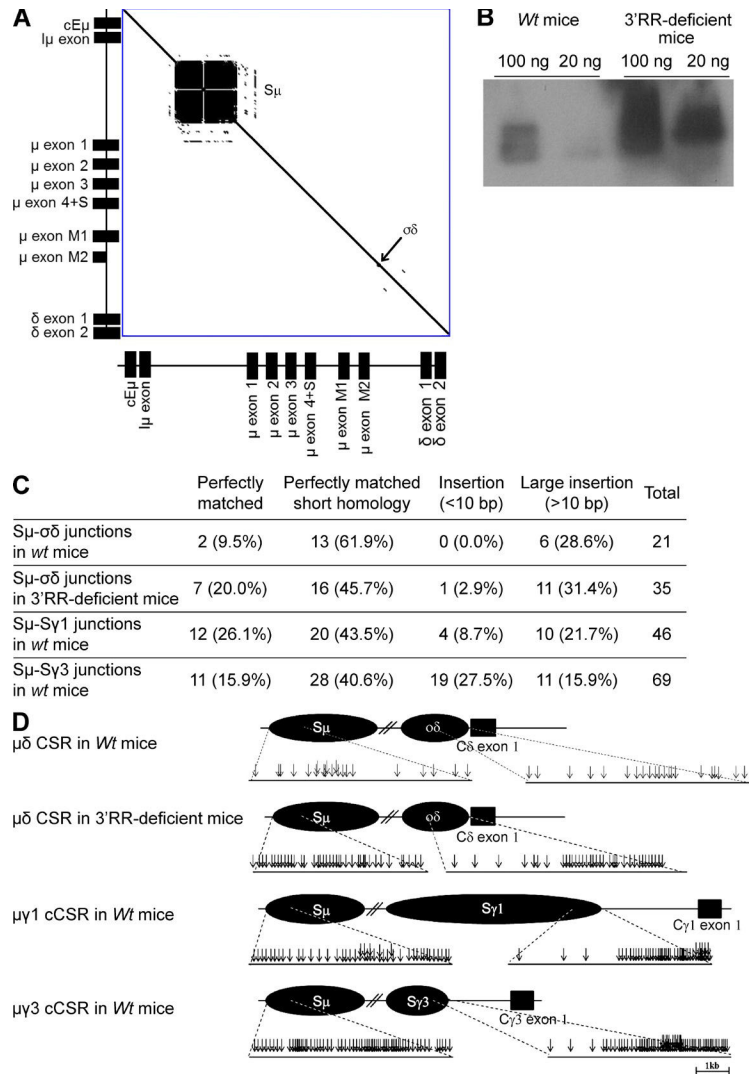 A
cEμ
Iμ exon
μ exon 1
μ exon 2
μ exon 3
μ exon 4+S
μ exon M1
μ exon M2
δ exon 1
δ exon 2
Sμ
σδ
cEμ
Iμ exon
μ exon 1
μ exon 2
μ exon 3
μ exon 4+S
μ exon M1
μ exon M2
δ exon 1
δ exon 2
B
Wt mice 3'RR-deficient mice
100 ng 20 ng 100 ng 20 ng
C
Perfectly matched Perfectly matched short homology Insertion (<10 bp) Large insertion (>10 bp) Total
Sμ-σδ junctions in wt mice 2 (9.5%) 13 (61.9%) 0 (0.0%) 6 (28.6%) 21
Sμ-σδ junctions in 3'RR-deficient mice 7 (20.0%) 16 (45.7%) 1 (2.9%) 11 (31.4%) 35
Sμ-Sγ1 junctions in wt mice 12 (26.1%) 20 (43.5%) 4 (8.7%) 10 (21.7%) 46
Sμ-Sγ3 junctions in wt mice 11 (15.9%) 28 (40.6%) 19 (27.5%) 11 (15.9%) 69
D
μδ CSR in Wt mice
Sμ σδ
Cδ exon 1
μδ CSR in 3'RR-deficient mice
Sμ σδ
Cδ exon 1
μγ1 cCSR in Wt mice
Sμ Sγ1
Cγ1 exon 1
μγ3 cCSR in Wt mice
Sμ Sγ3
Cγ3 exon 1
1kb